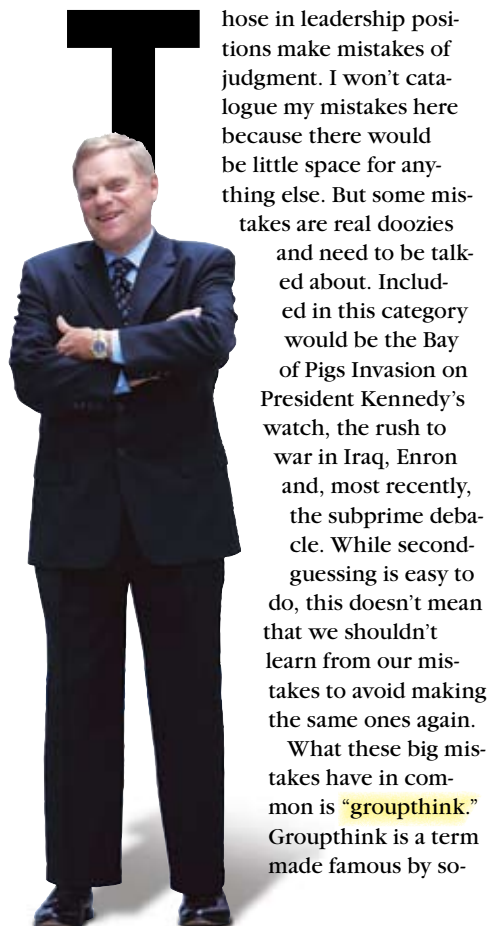 Those in leadership posi-
tions make mistakes of
judgment. I won’t cata-
logue my mistakes here
because there would
be little space for any-
thing else. But some mis-
takes are real doozies
and need to be talk-
ed about. Includ-
ed in this category
would be the Bay
of Pigs Invasion on
President Kennedy’s
watch, the rush to
war in Iraq, Enron
and, most recently,
the subprime deba-
cle. While second-
guessing is easy to
do, this doesn’t mean
that we shouldn’t
learn from our mis-
takes to avoid making
the same ones again.
What these big mis-
takes have in com-
mon is “groupthink.”
Groupthink is a term
made famous by so-